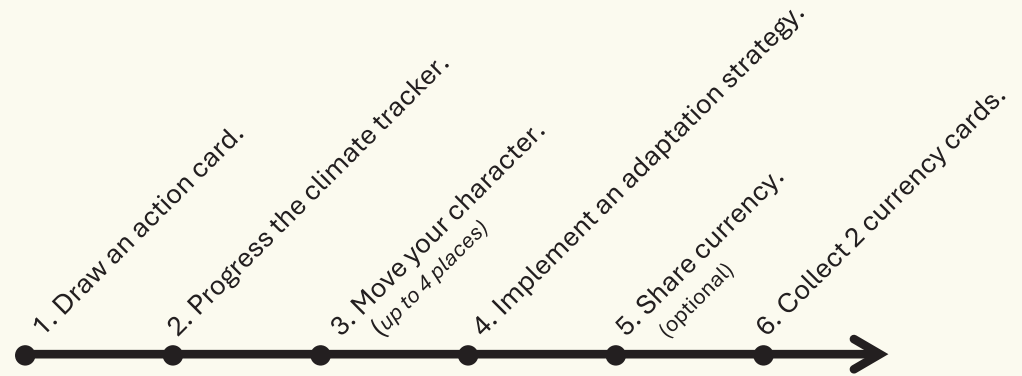 1. Draw an action card.
2. Progress the climate tracker.
3. Move your character.
(up to 4 places)
4. Implement an adaptation strategy.
5. Share currency.
(optional)
6. Collect 2 currency cards.